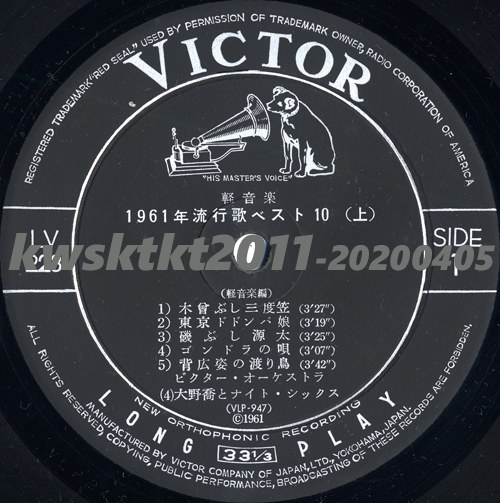 REGISTERED TRADEMARK "RED SEAL" USED BY PERMISSION OF TRADEMARK OWNER, RADIO CORPORATION OF AMERICA
VICTOR
"HIS MASTER'S VOICE"
軽音楽
1961年流行歌ベスト10 (上)
LV
SIDE
1
kwsktkt2011-20200405
(軽音楽編)
1) 木曾ぶし三度笠 (3'27")
2) 東京ドドンパ娘 (3'19")
3) 磯ぶし源太 (3'25")
4) ゴンドラの唄 (3'07")
5) 背広姿の渡り鳥 (3'42")
ビクター・オーケストラ
(4)大野喬とナイト・シックス
(VLP-947)
©1961
NEW ORTHOPHONIC RECORDING
LONG 33 1/3 PLAY
MANUFACTURED BY VICTOR COMPANY OF JAPAN, LTD., YOKOHAMA, JAPAN.
ALL RIGHTS RESERVED, COPYING, PUBLIC PERFORMANCE, BROADCASTING OF THESE RECORDS ARE FORBIDDEN.